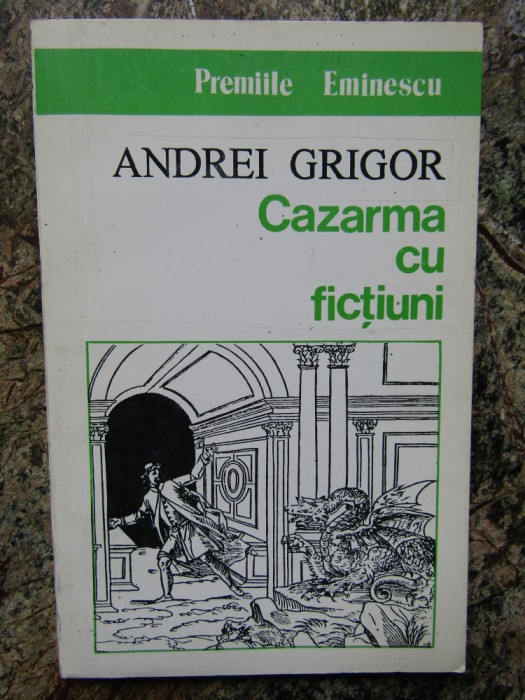 Premiile Eminescu
ANDREI GRIGOR
Cazarma
cu
ficțiuni